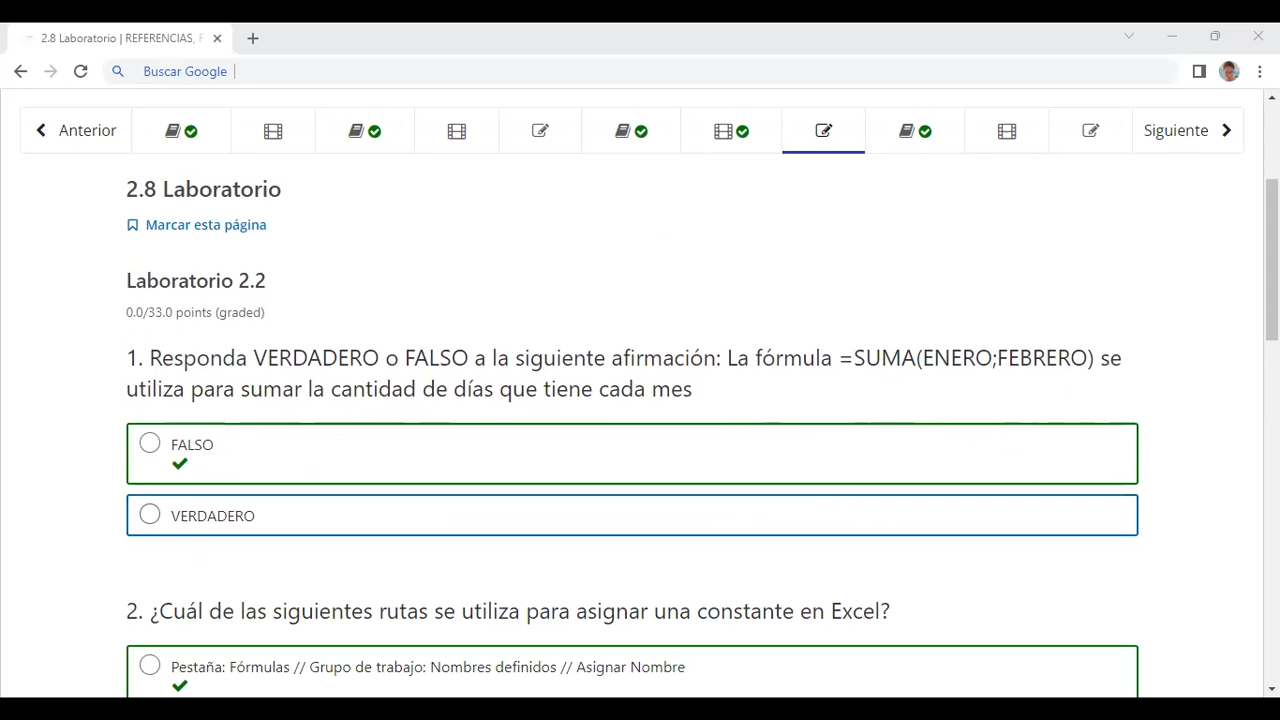 2.8 Laboratorio | REFERENCIAS, F
Buscar Google
Anterior
Siguiente
2.8 Laboratorio
Marcar esta página
Laboratorio 2.2
0.0/33.0 points (graded)
1. Responda VERDADERO o FALSO a la siguiente afirmación: La fórmula =SUMA(ENERO;FEBRERO) se
utiliza para sumar la cantidad de días que tiene cada mes
FALSO
VERDADERO
2. ¿Cuál de las siguientes rutas se utiliza para asignar una constante en Excel?
Pestaña: Fórmulas // Grupo de trabajo: Nombres definidos // Asignar Nombre